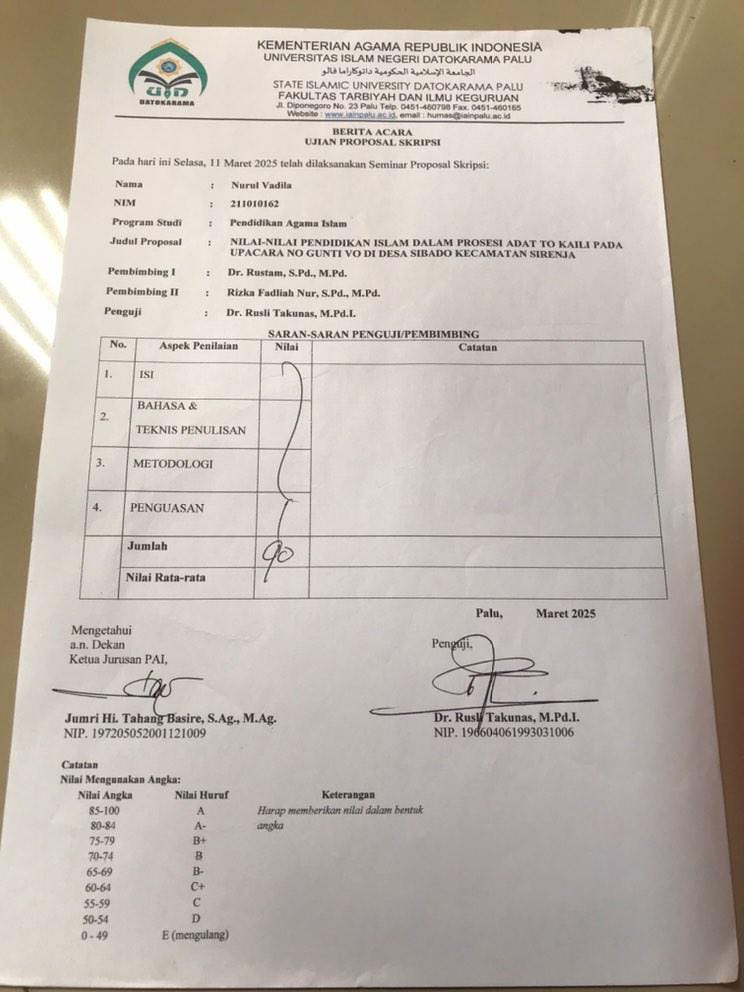 KEMENTERIAN AGAMA REPUBLIK INDONESIA
UNIVERSITAS ISLAM NEGERI DATOKARAMA PALU
الجامعة الإسلامية الحكومية داتوكاراما فالو
STATE ISLAMIC UNIVERSITY DATOKARAMA PALU
FAKULTAS TARBIYAH DAN ILMU KEGURUAN
Jl. Diponegoro No. 23 Palu Telp. 0451-460798 Fax. 0451-460165
Website : www.iainpalu.ac.id, email : humas@iainpalu.ac.id
UIN
DATOKARAMA
BERITA ACARA
UJIAN PROPOSAL SKRIPSI
Pada hari ini Selasa, 11 Maret 2025 telah dilaksanakan Seminar Proposal Skripsi:
Nama : Nurul Vadila
NIM : 211010162
Program Studi : Pendidikan Agama Islam
Judul Proposal : NILAI-NILAI PENDIDIKAN ISLAM DALAM PROSESI ADAT TO KAILI PADA
UPACARA NO GUNTI VO DI DESA SIBADO KECAMATAN SIRENJA
Pembimbing I : Dr. Rustam, S.Pd., M.Pd.
Pembimbing II : Rizka Fadliah Nur, S.Pd., M.Pd.
Penguji : Dr. Rusli Takunas, M.Pd.I.
SARAN-SARAN PENGUJI/PEMBIMBING
No. Aspek Penilaian Nilai Catatan
1. ISI
2. BAHASA &
TEKNIS PENULISAN
3. METODOLOGI
4. PENGUASAN
Jumlah 90
Nilai Rata-rata
Palu, Maret 2025
Mengetahui
a.n. Dekan
Ketua Jurusan PAI,
Penguji,
Jumri Hi. Tahang Basire, S.Ag., M.Ag.
NIP. 197205052001121009
Dr. Rusli Takunas, M.Pd.I.
NIP. 196604061993031006
Catatan
Nilai Mengunakan Angka:
Nilai Angka Nilai Huruf Keterangan
85-100 A Harap memberikan nilai dalam bentuk
80-84 A- angka
75-79 B+
70-74 B
65-69 B-
60-64 C+
55-59 C
50-54 D
0 - 49 E (mengulang)